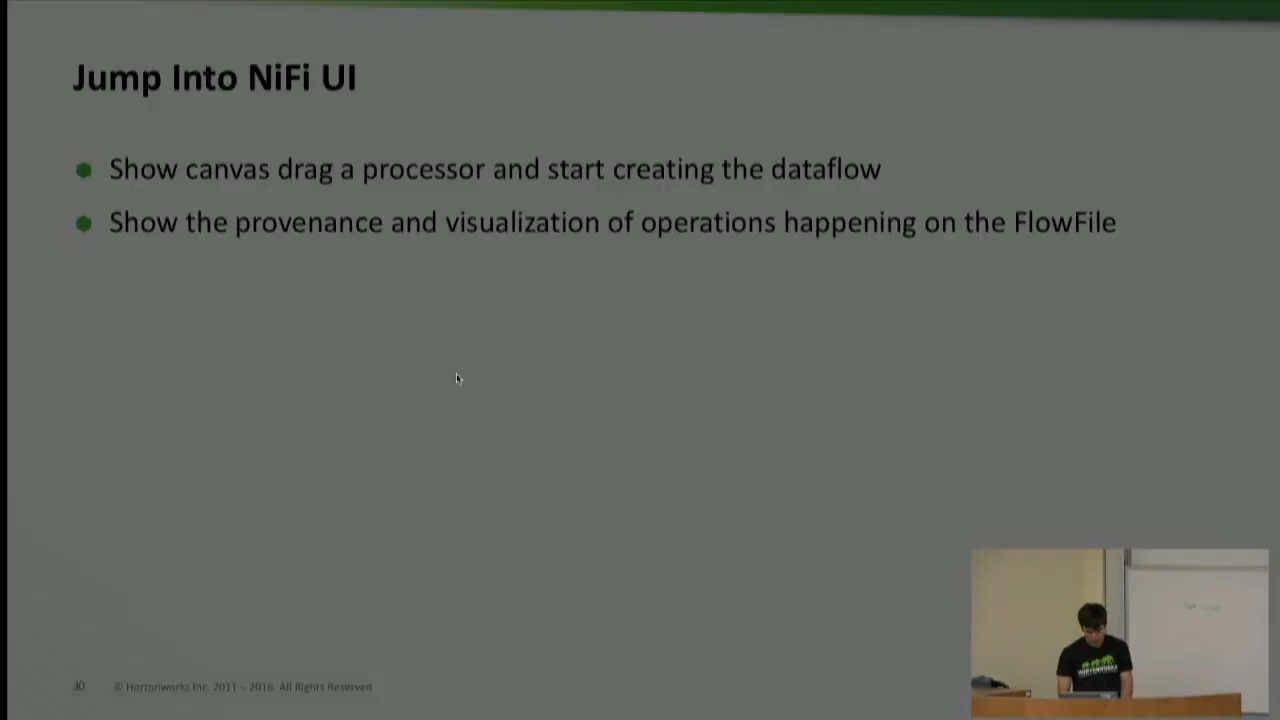 Jump Into NiFi UI
Show canvas drag a processor and start creating the dataflow
Show the provenance and visualization of operations happening on the FlowFile
30 © Hortonworks Inc. 2011 – 2016. All Rights Reserved
HORTONWORKS